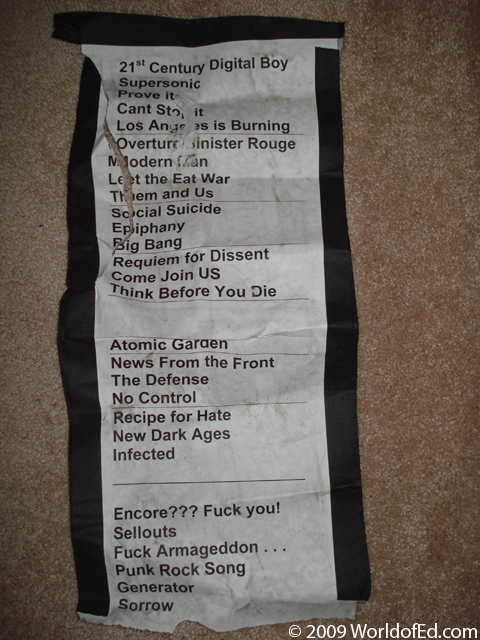 21st Century Digital Boy
Supersonic
Prove it
Cant Stop it
Los Angeles is Burning
Overture/Sinister Rouge
Modern Man
Leet the Eat War
Them and Us
Social Suicide
Epiphany
Big Bang
Requiem for Dissent
Come Join US
Think Before You Die
Atomic Garden
News From the Front
The Defense
No Control
Recipe for Hate
New Dark Ages
Infected
Encore??? Fuck you!
Sellouts
Fuck Armageddon . . .
Punk Rock Song
Generator
Sorrow
© 2009 WorldofEd.com